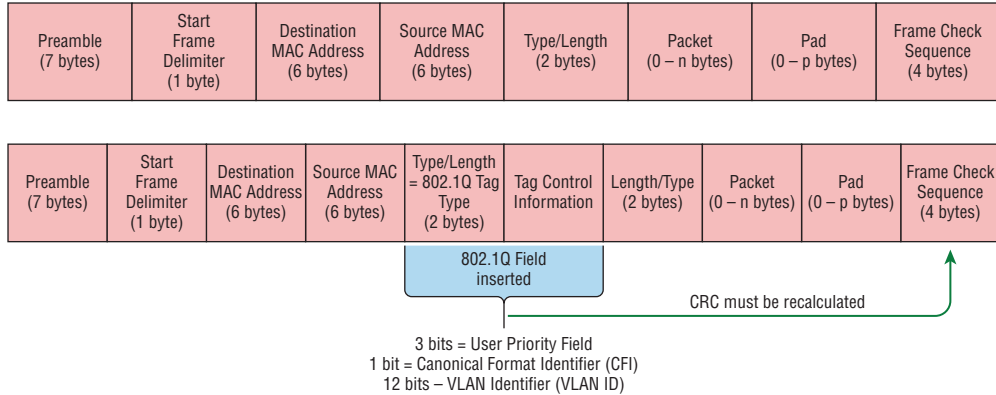 Preamble
(7 bytes)
Start
Frame
Delimiter
(1 byte)
Destination
MAC Address
(6 bytes)
Source MAC
Address
(6 bytes)
Type/Length
(2 bytes)
Packet
(0 – n bytes)
Pad
(0 – p bytes)
Frame Check
Sequence
(4 bytes)
Preamble
(7 bytes)
Start
Frame
Delimiter
(1 byte)
Destination
MAC Address
(6 bytes)
Source MAC
Address
(6 bytes)
Type/Length
= 802.1Q Tag
Type
(2 bytes)
Tag Control
Information
Length/Type
(2 bytes)
Packet
(0 – n bytes)
Pad
(0 – p bytes)
Frame Check
Sequence
(4 bytes)
802.1Q Field
inserted
CRC must be recalculated
3 bits = User Priority Field
1 bit = Canonical Format Identifier (CFI)
12 bits – VLAN Identifier (VLAN ID)